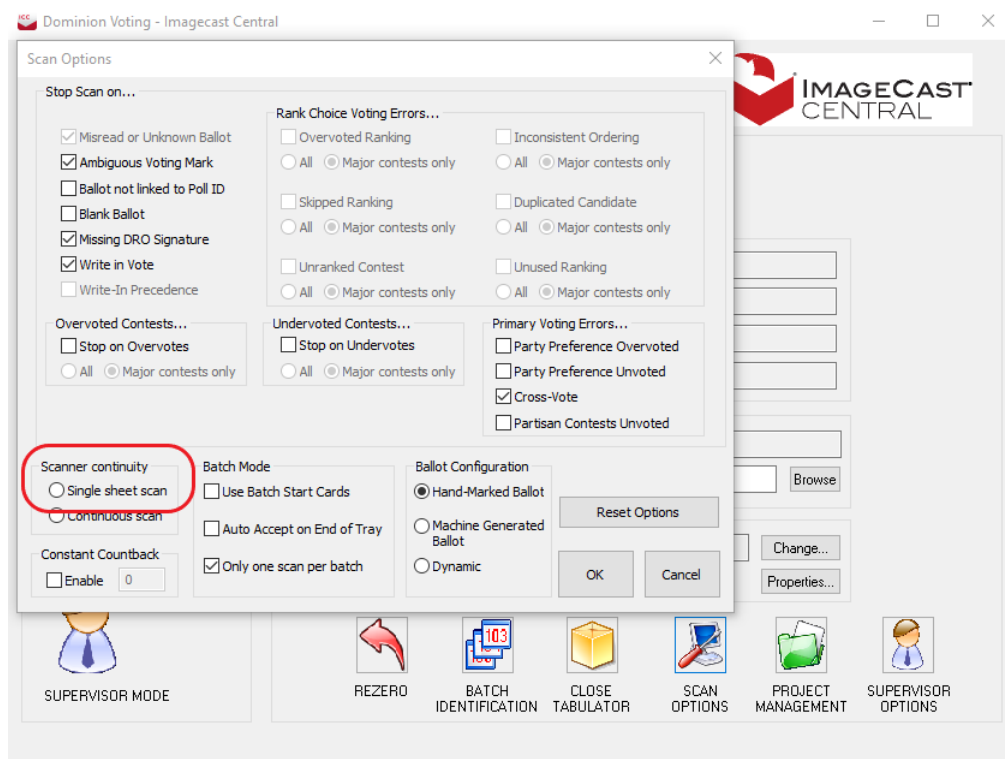 ICC
Dominion Voting - Imagecast Central
Scan Options
IMAGECAST
CENTRAL
Stop Scan on...
Misread or Unknown Ballot
Ambiguous Voting Mark
Ballot not linked to Poll ID
Blank Ballot
Missing DRO Signature
Write in Vote
Write-In Precedence
Rank Choice Voting Errors...
Overvoted Ranking
All Major contests only
Inconsistent Ordering
All Major contests only
Skipped Ranking
All Major contests only
Duplicated Candidate
All Major contests only
Unranked Contest
All Major contests only
Unused Ranking
All Major contests only
Overvoted Contests...
Stop on Overvotes
All Major contests only
Undervoted Contests...
Stop on Undervotes
All Major contests only
Primary Voting Errors...
Party Preference Overvoted
Party Preference Unvoted
Cross-Vote
Partisan Contests Unvoted
Scanner continuity
Single sheet scan
Continuous scan
Constant Countback
Enable 0
Batch Mode
Use Batch Start Cards
Auto Accept on End of Tray
Only one scan per batch
Ballot Configuration
Hand-Marked Ballot
Machine Generated
Ballot
Dynamic
Reset Options
OK Cancel
Browse
Change...
Properties...
SUPERVISOR MODE
REZERO
103
BATCH
IDENTIFICATION
CLOSE
TABULATOR
SCAN
OPTIONS
PROJECT
MANAGEMENT
SUPERVISOR
OPTIONS